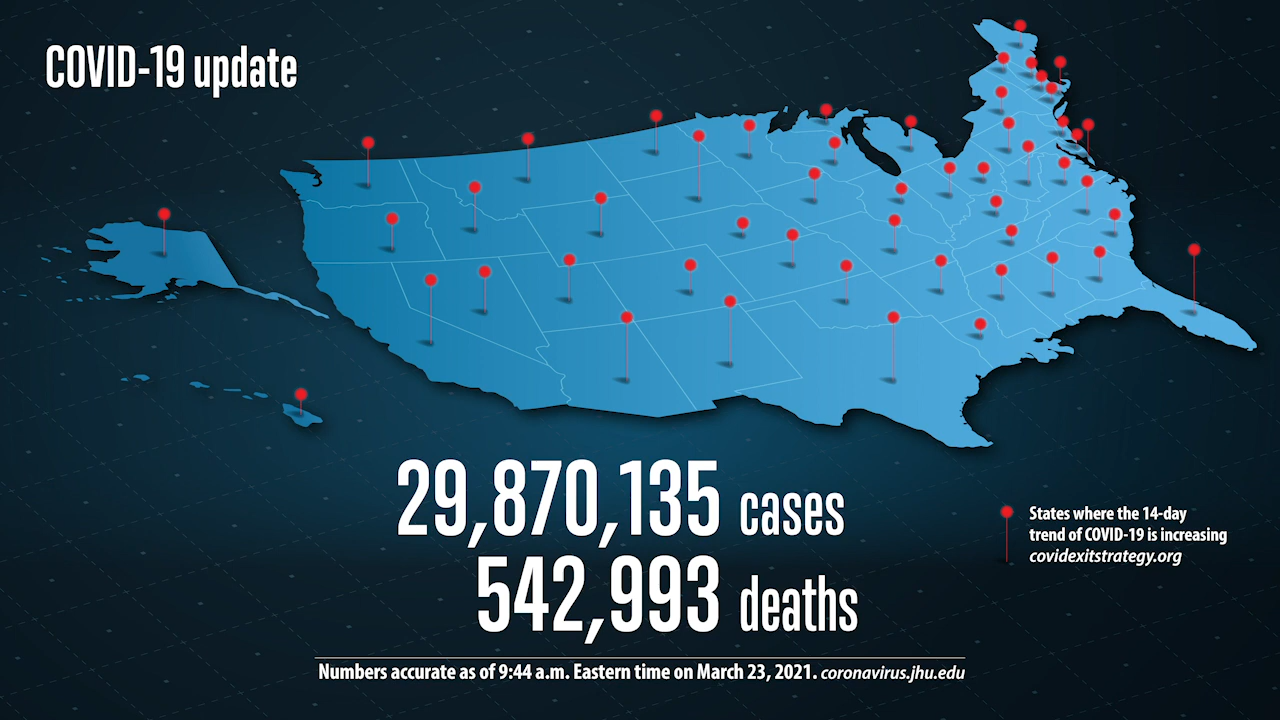 COVID-19 update
29,870,135 cases
542,993 deaths
States where the 14-day
trend of COVID-19 is increasing
covidexitstrategy.org
Numbers accurate as of 9:44 a.m. Eastern time on March 23, 2021. coronavirus.jhu.edu